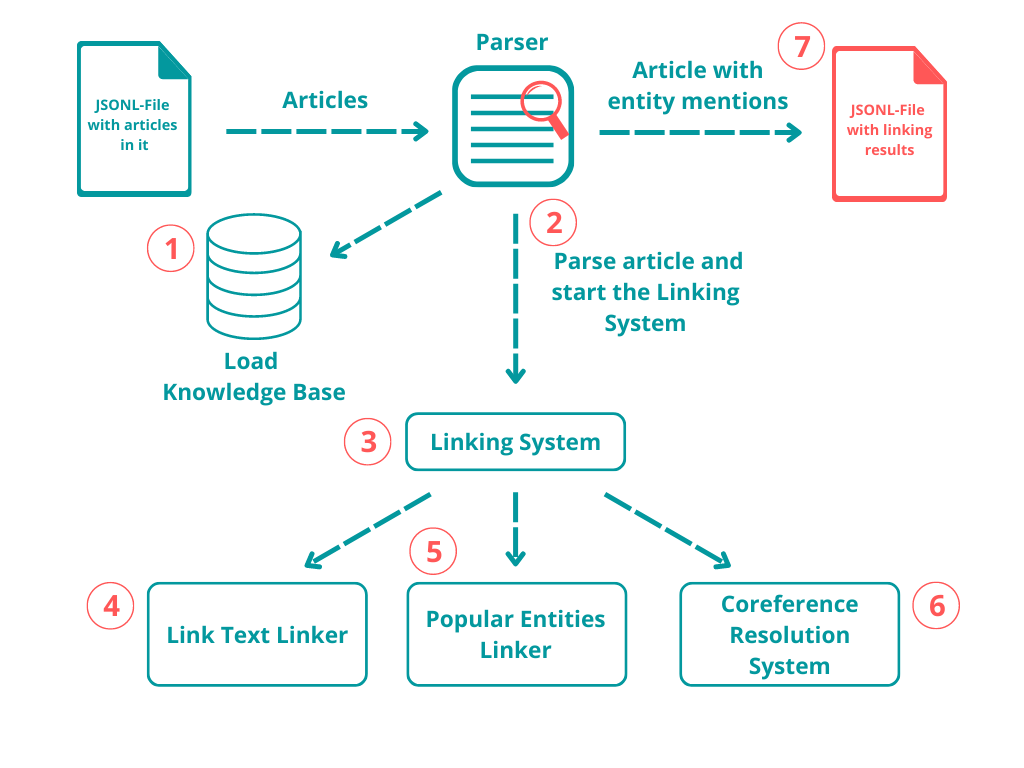 JSONL-File
with articles
in it
Articles
Parser
Article with
entity mentions
7
JSONL-File
with linking
results
1
Load
Knowledge Base
2
Parse article and
start the Linking
System
3
Linking System
4
Link Text Linker
5
Popular Entities
Linker
Coreference
Resolution
System
6